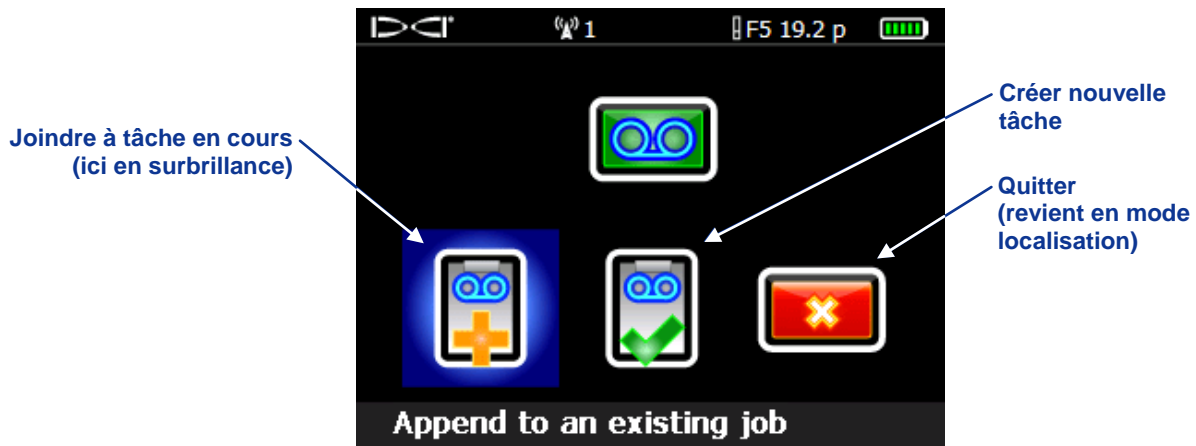 DCI
1
F5 19.2 p
Créer nouvelle
tâche
Joindre à tâche en cours
(ici en surbrillance)
Quitter
(revient en mode
localisation)
Append to an existing job